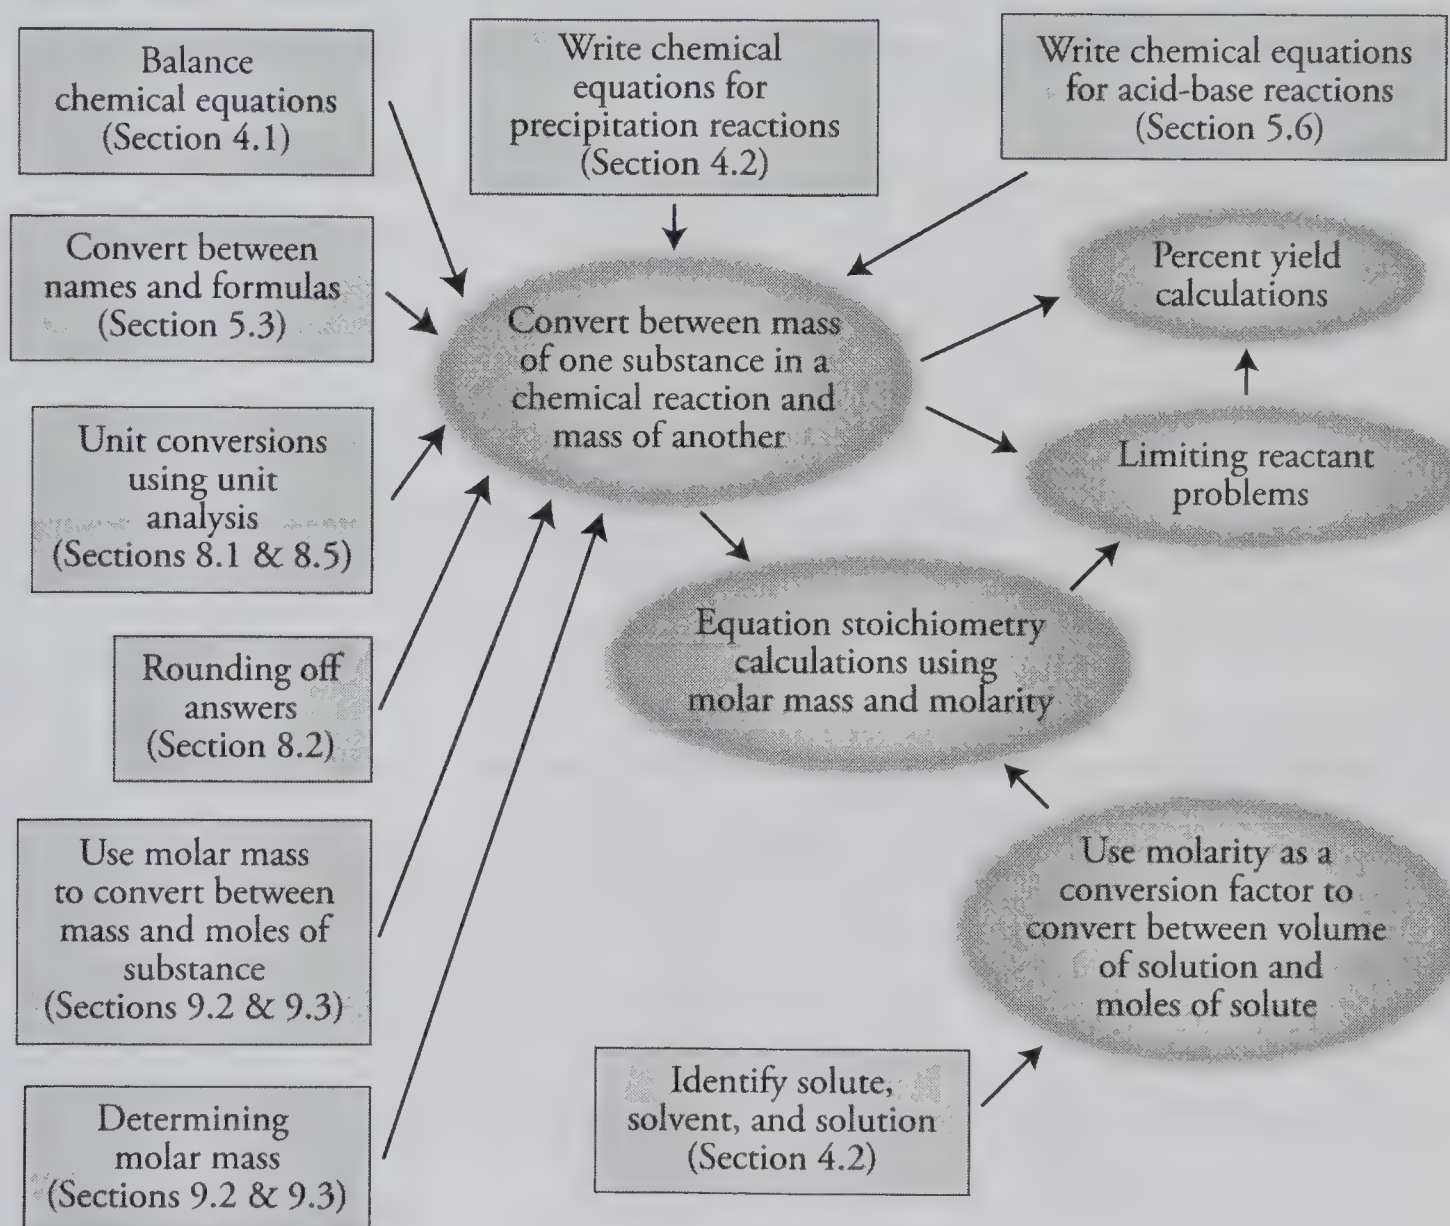 Balance
chemical equations
(Section 4.1)
Write chemical
equations for
precipitation reactions
(Section 4.2)
Write chemical equations
for acid-base reactions
(Section 5.6)
Convert between
names and formulas
(Section 5.3)
Convert between mass
of one substance in a
chemical reaction and
mass of another
Percent yield
calculations
Unit conversions
using unit
analysis
(Sections 8.1 & 8.5)
Limiting reactant
problems
Rounding off
answers
(Section 8.2)
Equation stoichiometry
calculations using
molar mass and molarity
Use molar mass
to convert between
mass and moles of
substance
(Sections 9.2 & 9.3)
Use molarity as a
conversion factor to
convert between volume
of solution and
moles of solute
Determining
molar mass
(Sections 9.2 & 9.3)
Identify solute,
solvent, and solution
(Section 4.2)